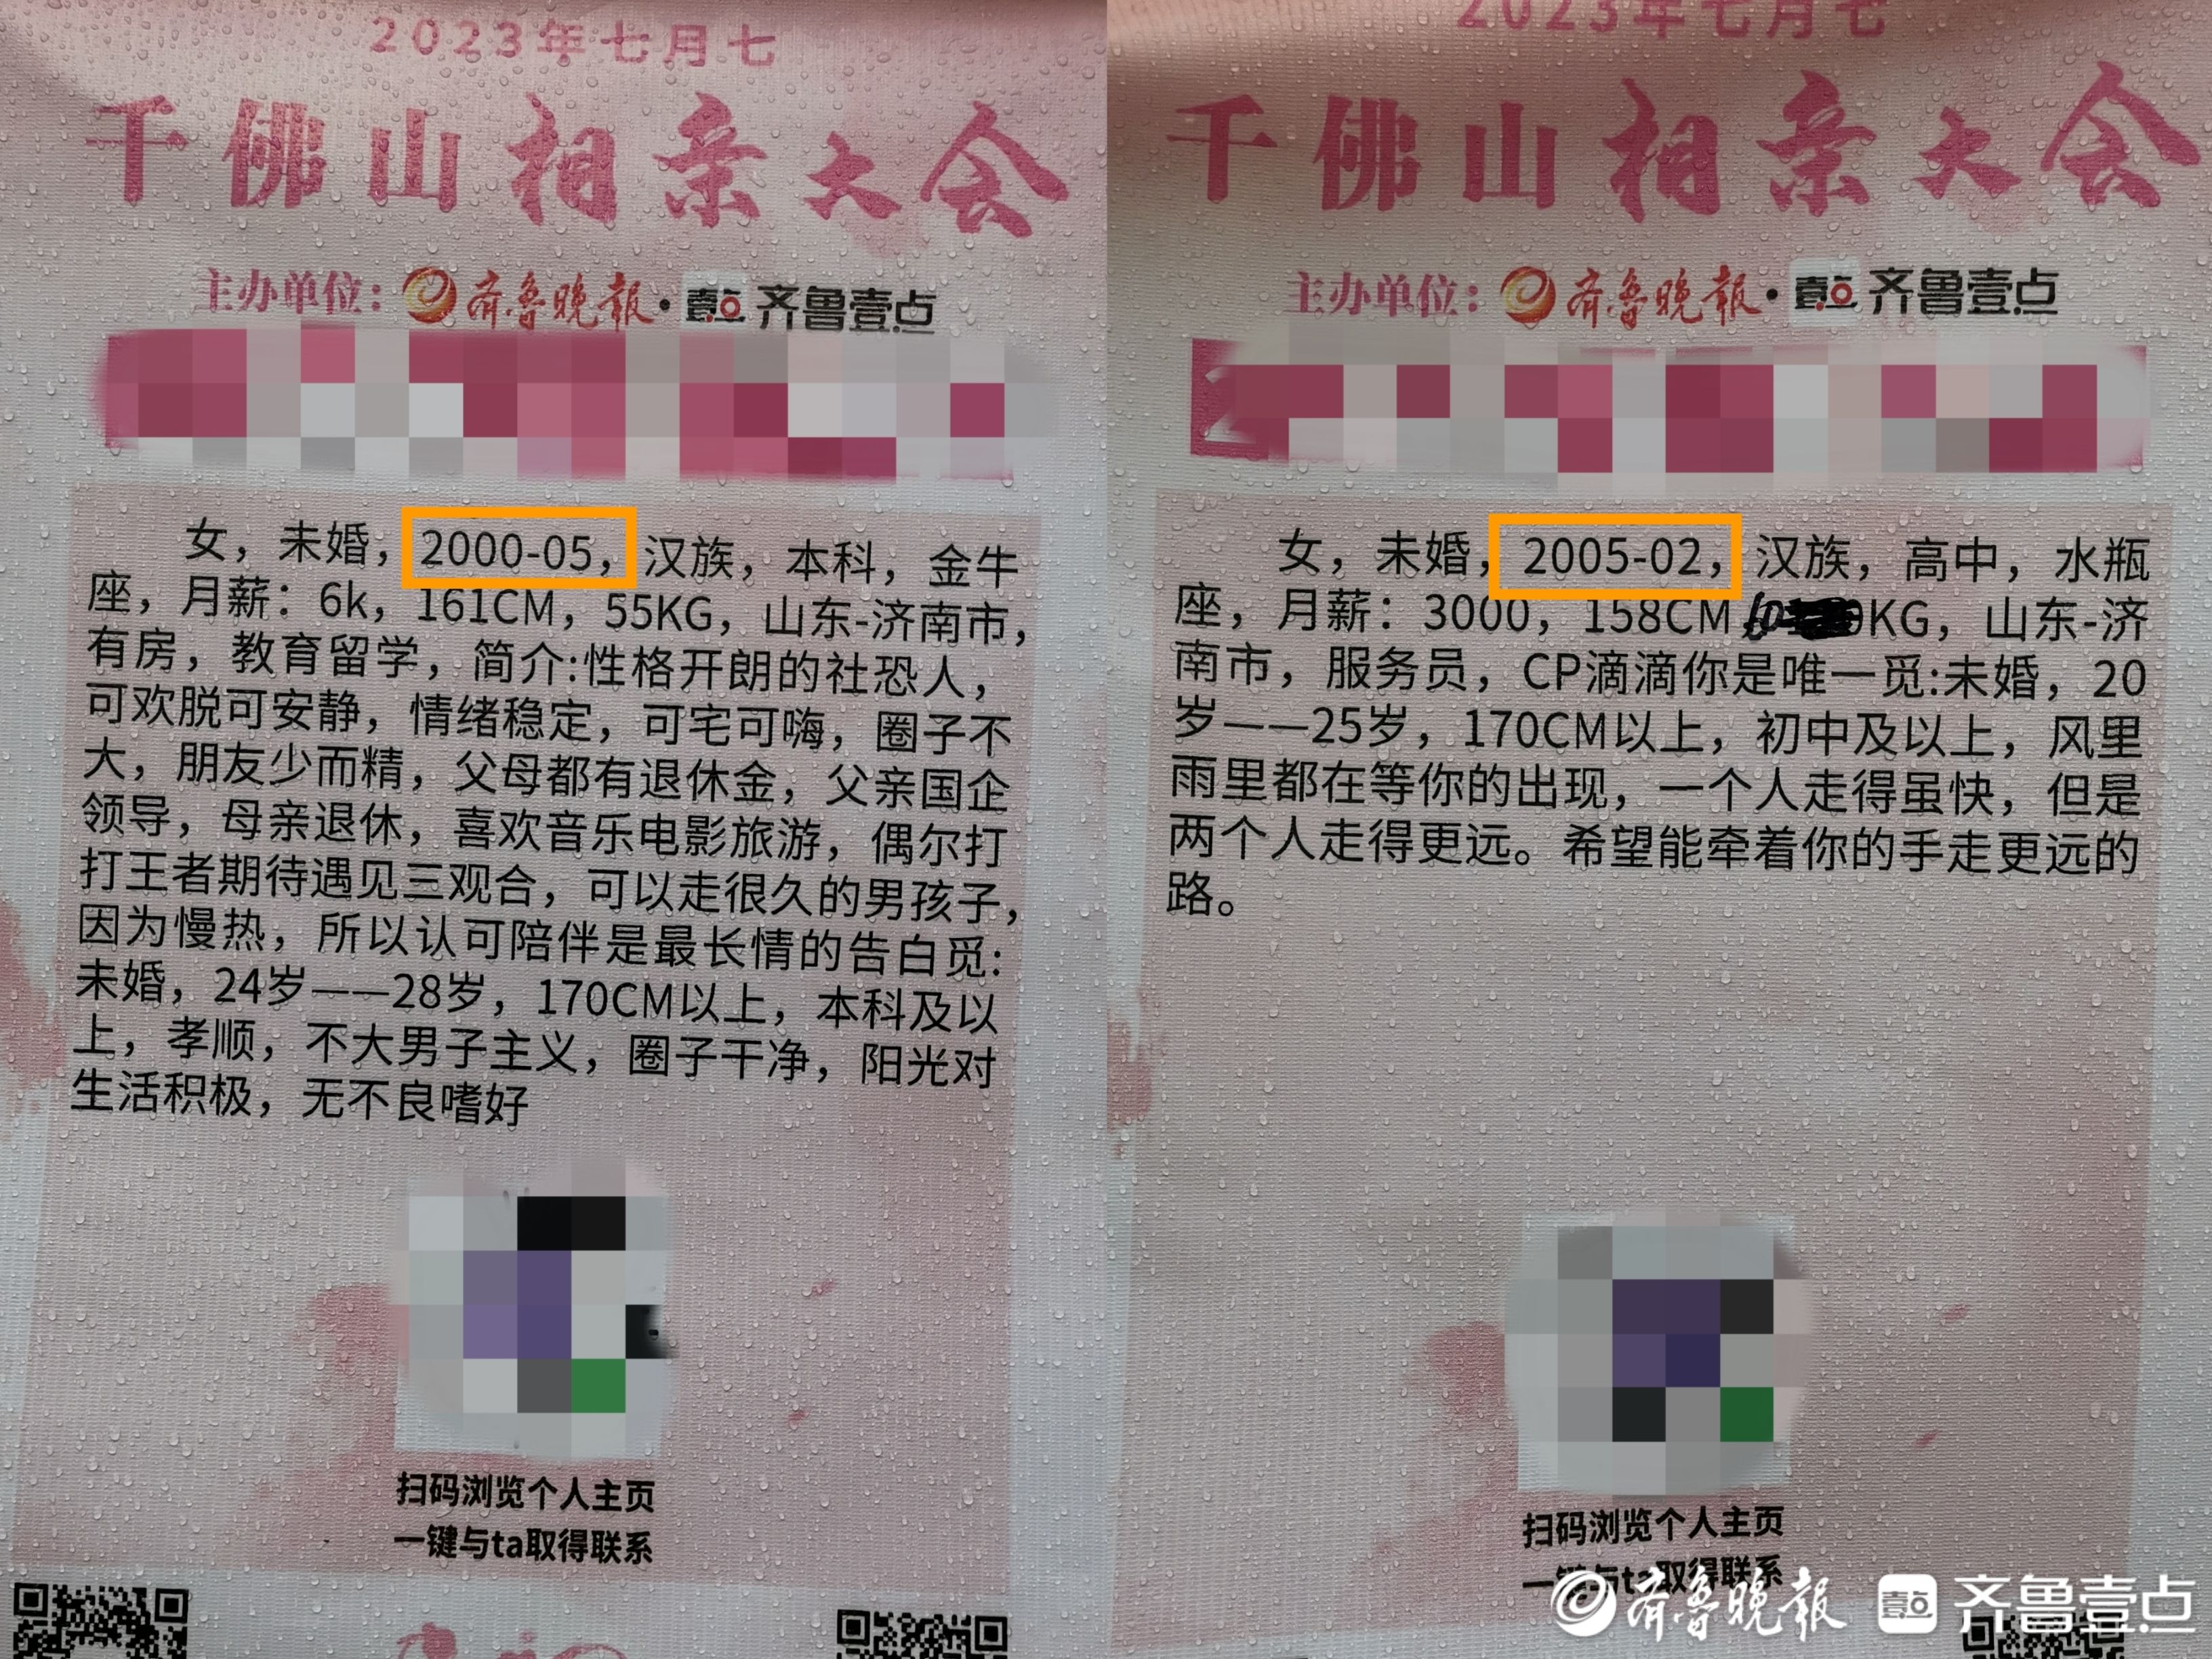 2023年七月七
千佛山相亲大会
主办单位：齐鲁晚报·壹点 齐鲁壹点
女，未婚，2000-05，汉族，本科，金牛
座，月薪：6k，161CM，55KG，山东-济南市，
有房，教育留学，简介:性格开朗的社恐人，
可欢脱可安静，情绪稳定，可宅可嗨，圈子不
大，朋友少而精，父母都有退休金，父亲国企
领导，母亲退休，喜欢音乐电影旅游，偶尔打
打王者期待遇见三观合，可以走很久的男孩子，
因为慢热，所以认可陪伴是最长情的告白觅:
未婚，24岁——28岁，170CM以上，本科及以
上，孝顺，不大男子主义，圈子干净，阳光对
生活积极，无不良嗜好
扫码浏览个人主页
一键与ta取得联系
2023年七月七
千佛山相亲大会
主办单位：齐鲁晚报·壹点 齐鲁壹点
女，未婚，2005-02，汉族，高中，水瓶
座，月薪：3000，158CM KG，山东-济
南市，服务员，CP滴滴你是唯一觅:未婚，20
岁——25岁，170CM以上，初中及以上，风里
雨里都在等你的出现，一个人走得虽快，但是
两个人走得更远。希望能牵着你的手走更远的
路。
扫码浏览个人主页
一键与ta取得联系
齐鲁晚报 壹点 齐鲁壹点